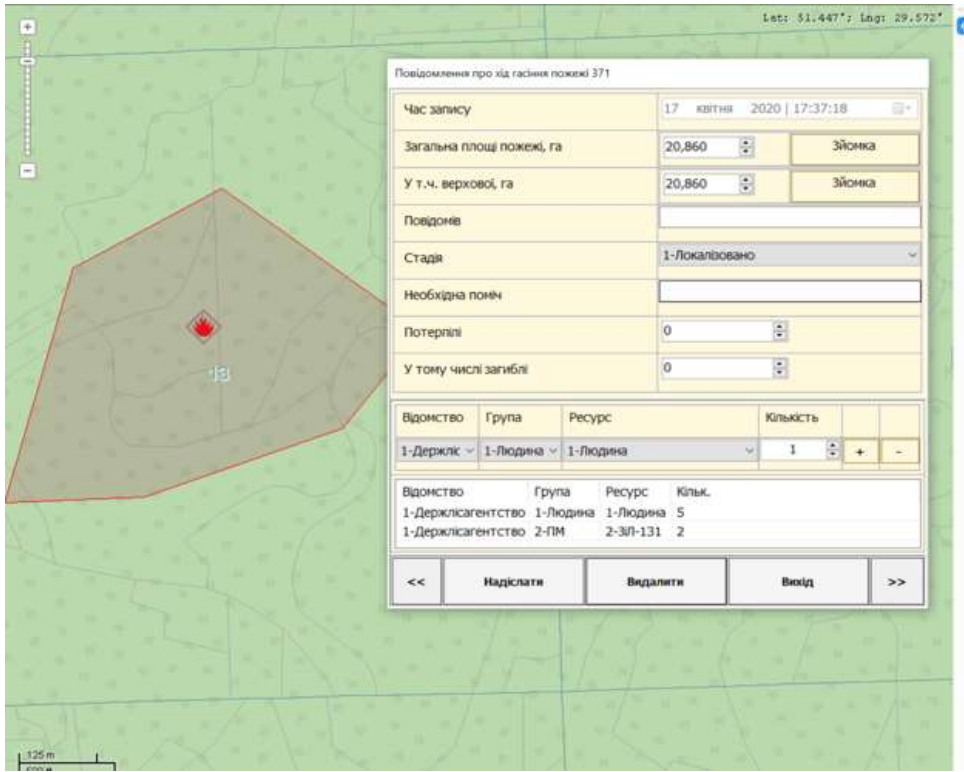 Lat: 51.447°; Lng: 29.572°
+
−
13
125 m
500 ft
Повідомлення про хід гасіння пожежі 371
Час запису 17 квітня 2020 | 17:37:18
Загальна площі пожежі, га 20,860 Зйомка
У т.ч. верхової, га 20,860 Зйомка
Повідомів
Стадія 1-Локалізовано
Необхідна поміч
Потерпілі 0
У тому числі загиблі 0
Відомство Група Ресурс Кількість
1-Держліс 1-Людина 1-Людина 1 + -
Відомство Група Ресурс Кільк.
1-Держлісагентство 1-Людина 1-Людина 5
1-Держлісагентство 2-ПМ 2-ЗіЛ-131 2
<< Надіслати Видалити Вихід >>